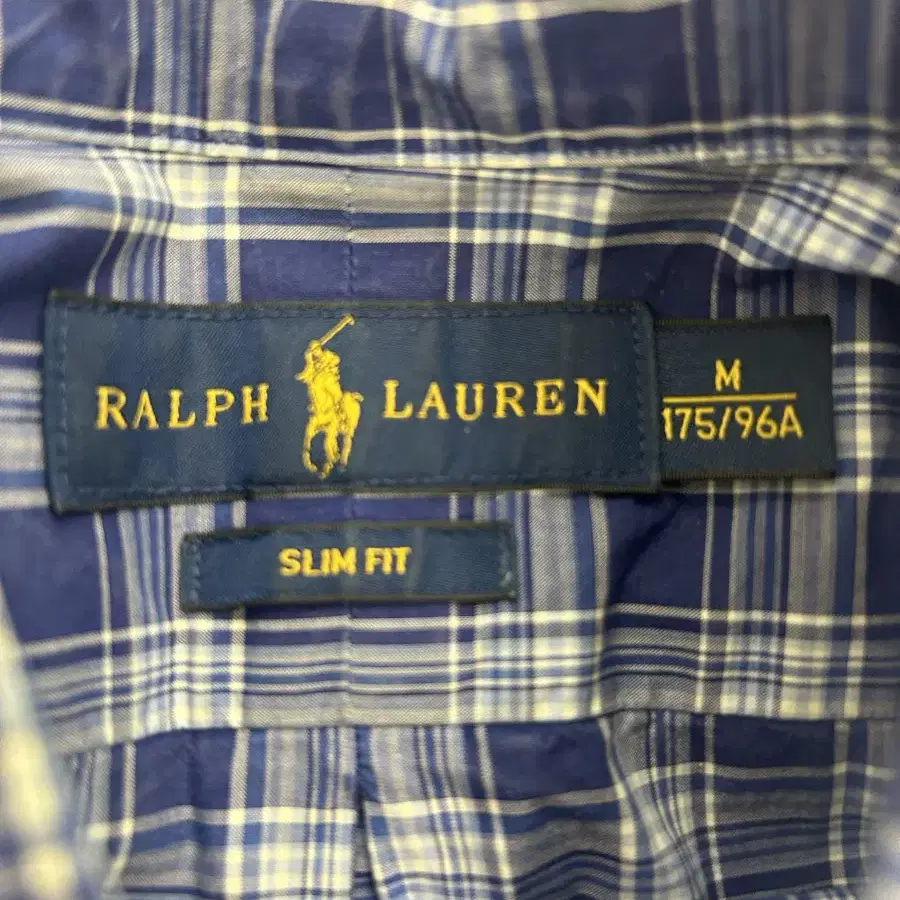 RALPH LAUREN
M
175/96A
SLIM FIT